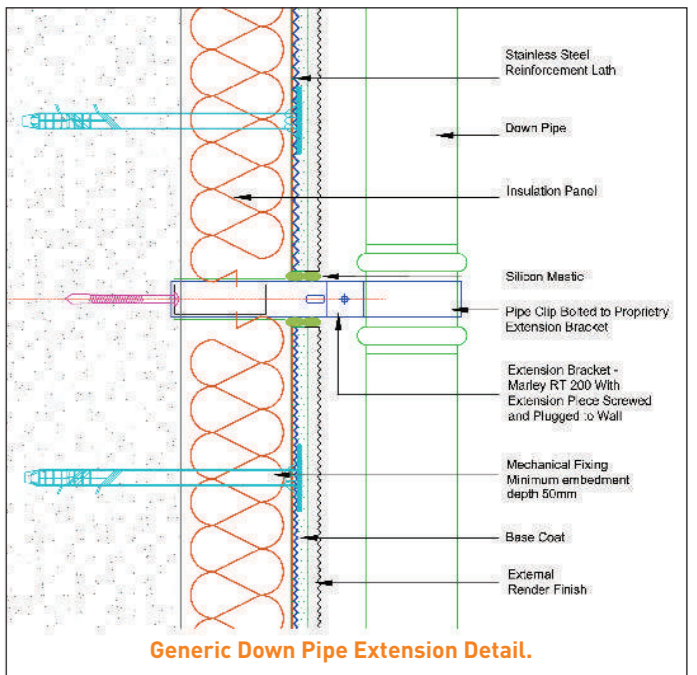 Stainless Steel
Reinforcement Lath
Down Pipe
Insulation Panel
Silicon Mastic
Pipe Clip Bolted to Proprietry
Extension Bracket
Extension Bracket -
Marley RT 200 With
Extension Piece Screwed
and Plugged to Wall
Mechanical Fixing
Minimum embedment
depth 50mm
Base Coat
External
Render Finish
Generic Down Pipe Extension Detail.